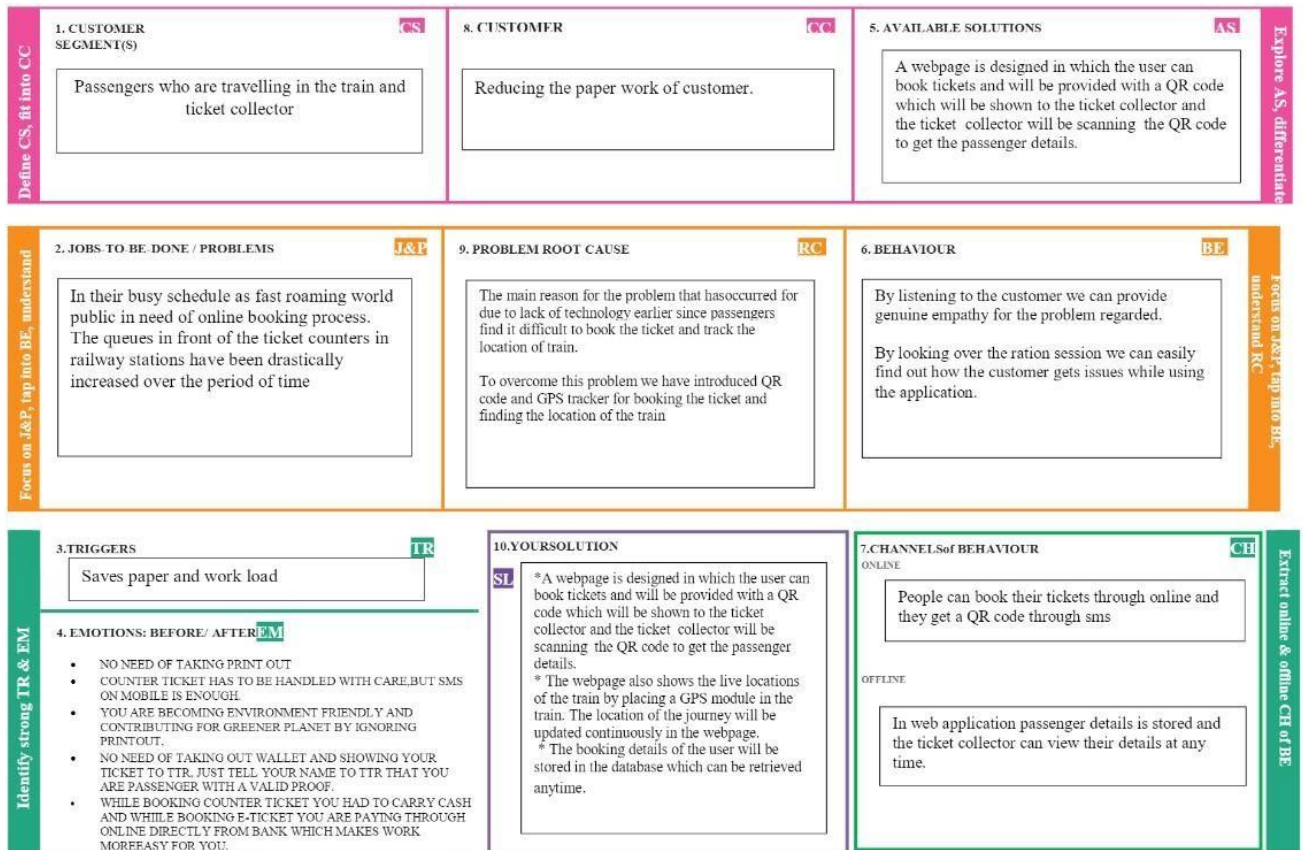 Define CS, fit into CC
1. CUSTOMER
SEGMENT(S)
CS
Passengers who are travelling in the train and
ticket collector
8. CUSTOMER
CC
Reducing the paper work of customer.
5. AVAILABLE SOLUTIONS
AS
A webpage is designed in which the user can
book tickets and will be provided with a QR code
which will be shown to the ticket collector and
the ticket collector will be scanning the QR code
to get the passenger details.
Explore AS, differentiate
Focus on J&P, tap into BE, understand
2. JOBS-TO-BE-DONE / PROBLEMS
J&P
In their busy schedule as fast roaming world
public in need of online booking process.
The queues in front of the ticket counters in
railway stations have been drastically
increased over the period of time
9. PROBLEM ROOT CAUSE
RC
The main reason for the problem that hasoccurred for
due to lack of technology earlier since passengers
find it difficult to book the ticket and track the
location of train.
To overcome this problem we have introduced QR
code and GPS tracker for booking the ticket and
finding the location of the train
6. BEHAVIOUR
BE
By listening to the customer we can provide
genuine empathy for the problem regarded.
By looking over the ration session we can easily
find out how the customer gets issues while using
the application.
Focus on J&P, tap into BE,
understand RC
Identify strong TR & EM
3.TRIGGERS
TR
Saves paper and work load
4. EMOTIONS: BEFORE/ AFTER
EM
• NO NEED OF TAKING PRINT OUT
• COUNTER TICKET HAS TO BE HANDLED WITH CARE,BUT SMS
ON MOBILE IS ENOUGH.
• YOU ARE BECOMING ENVIRONMENT FRIENDLY AND
CONTRIBUTING FOR GREENER PLANET BY IGNORING
PRINTOUT.
• NO NEED OF TAKING OUT WALLET AND SHOWING YOUR
TICKET TO TTR, JUST TELL YOUR NAME TO TTR THAT YOU
ARE PASSENGER WITH A VALID PROOF.
• WHILE BOOKING COUNTER TICKET YOU HAD TO CARRY CASH
AND WHIILE BOOKING E-TICKET YOU ARE PAYING THROUGH
ONLINE DIRECTLY FROM BANK WHICH MAKES WORK
MOREEASY FOR YOU.
10.YOURSOLUTION
SL
*A webpage is designed in which the user can
book tickets and will be provided with a QR
code which will be shown to the ticket
collector and the ticket collector will be
scanning the QR code to get the passenger
details.
* The webpage also shows the live locations
of the train by placing a GPS module in the
train. The location of the journey will be
updated continuously in the webpage.
* The booking details of the user will be
stored in the database which can be retrieved
anytime.
7.CHANNELSof BEHAVIOUR
CH
ONLINE
People can book their tickets through online and
they get a QR code through sms
OFFLINE
In web application passenger details is stored and
the ticket collector can view their details at any
time.
Extract online & offline CH of BE